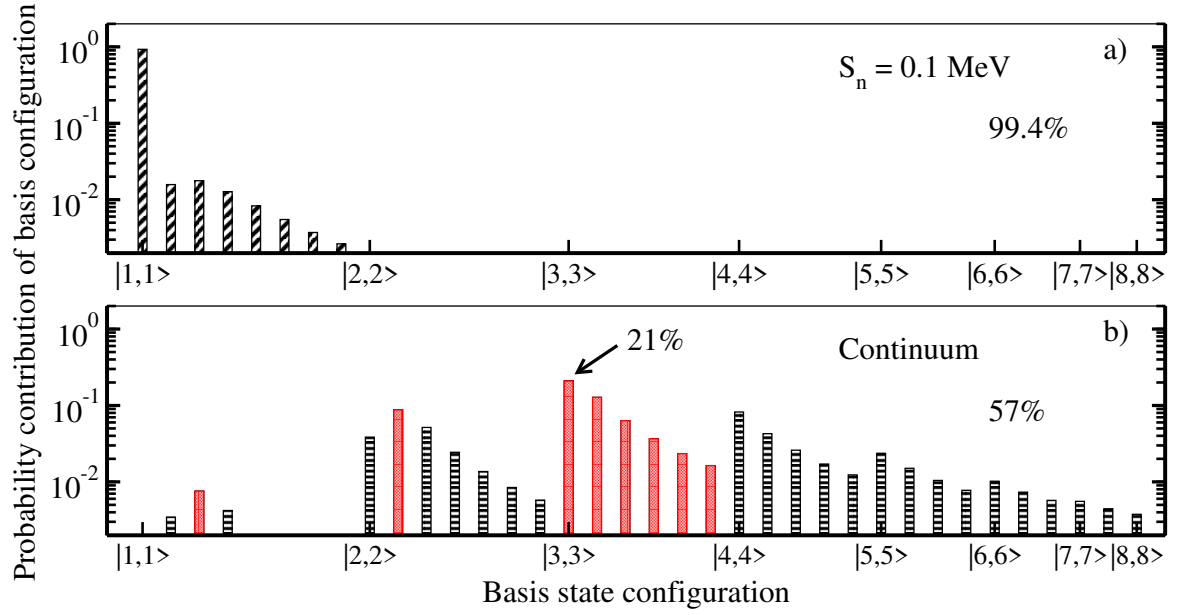 Probability contribution of basis configuration
a)
S_n = 0.1 MeV
99.4%
10^0
10^-1
10^-2
|1,1> |2,2> |3,3> |4,4> |5,5> |6,6> |7,7> |8,8>
b)
21%
Continuum
57%
10^0
10^-1
10^-2
|1,1> |2,2> |3,3> |4,4> |5,5> |6,6> |7,7> |8,8>
Basis state configuration